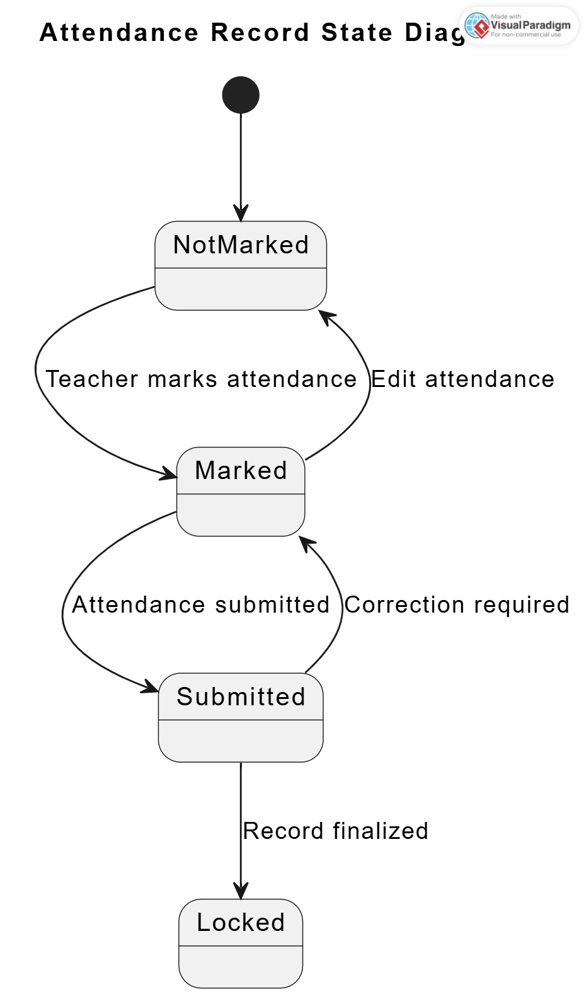 Attendance Record State Diag
Made with
Visual Paradigm
For non-commercial use
NotMarked
Teacher marks attendance
Edit attendance
Marked
Attendance submitted
Correction required
Submitted
Record finalized
Locked